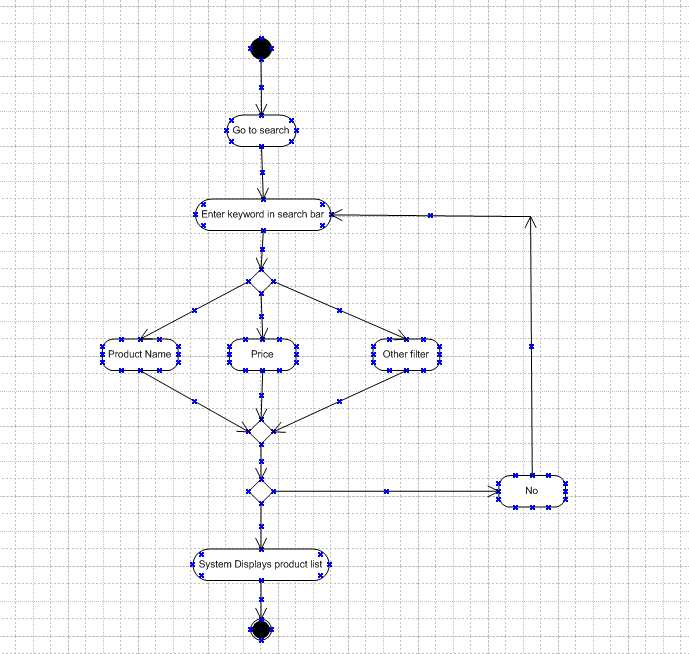 Go to search
Enter keyword in search bar
Product Name
Price
Other filter
No
System Displays product list